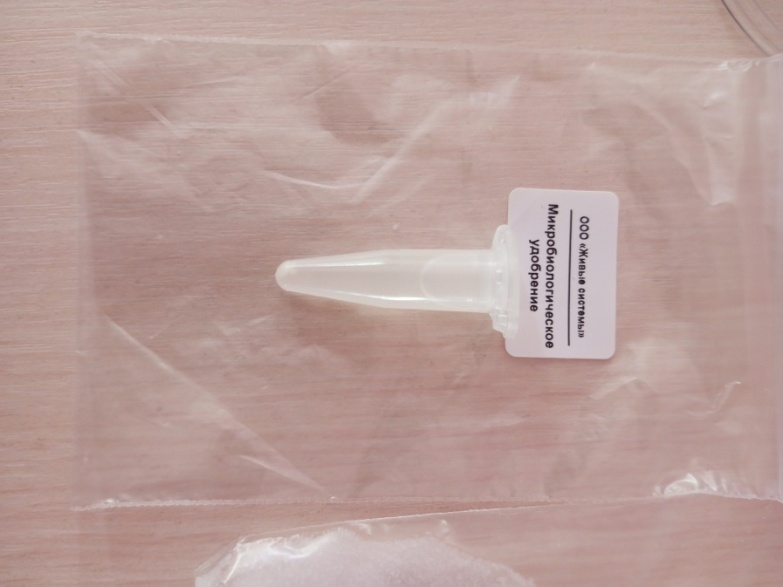 ООО «Живые системы»
Микробиологическое
удобрение